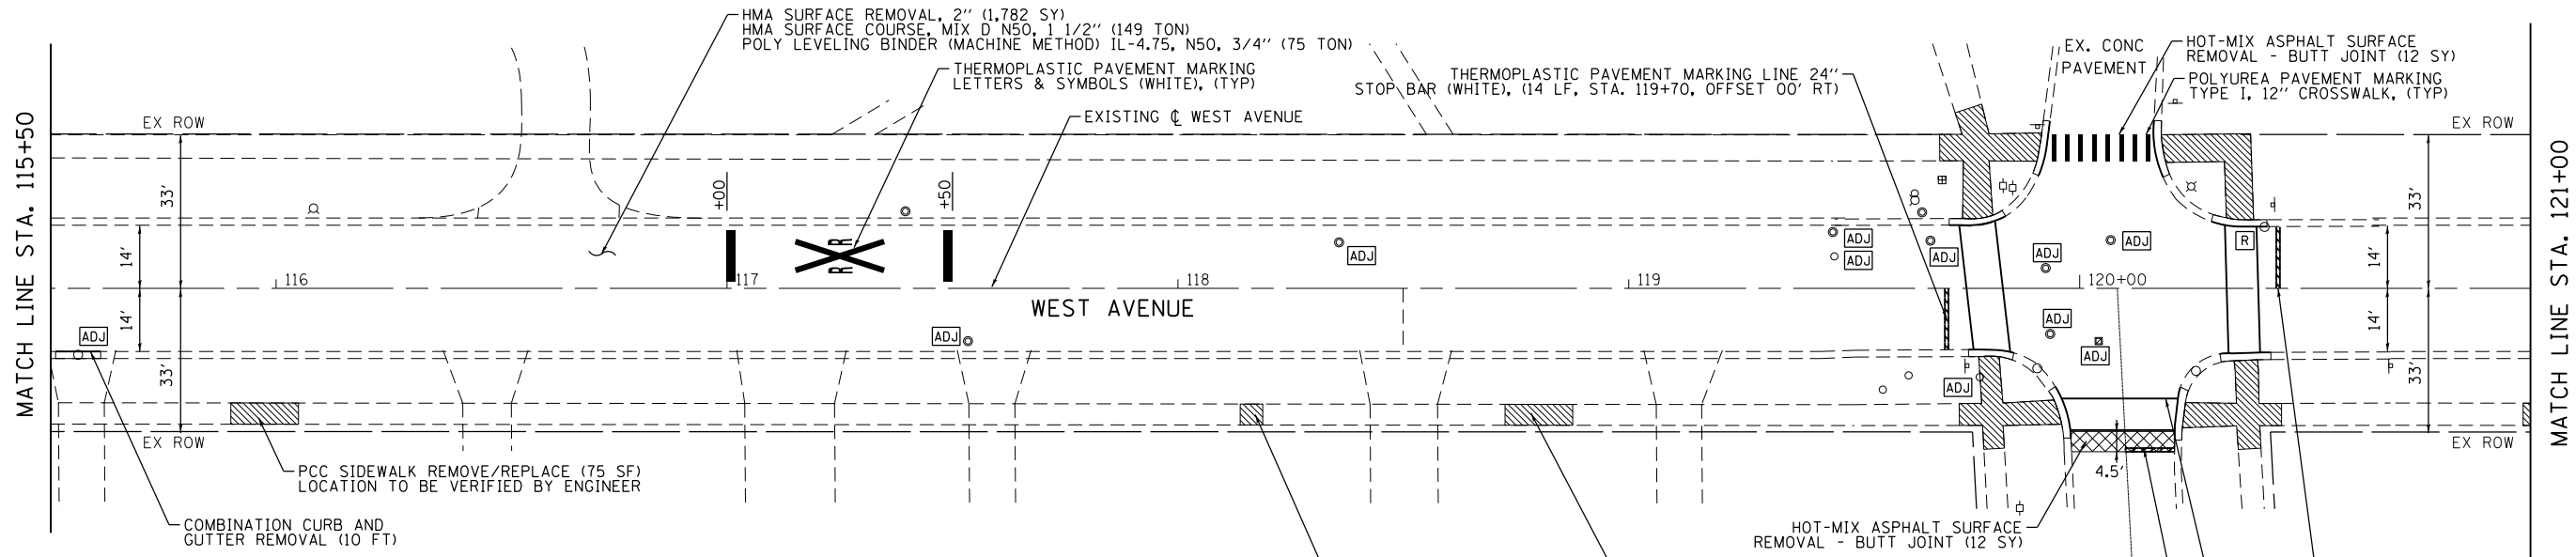 HMA SURFACE REMOVAL, 2" (1,782 SY)
HMA SURFACE COURSE, MIX D N50, 1 1/2" (149 TON)
POLY LEVELING BINDER (MACHINE METHOD) IL-4.75, N50, 3/4" (75 TON)
THERMOPLASTIC PAVEMENT MARKING
LETTERS & SYMBOLS (WHITE), (TYP)
EXISTING ℄ WEST AVENUE
THERMOPLASTIC PAVEMENT MARKING LINE 24"
STOP BAR (WHITE), (14 LF, STA. 119+70, OFFSET 00' RT)
EX. CONC
PAVEMENT
HOT-MIX ASPHALT SURFACE
REMOVAL - BUTT JOINT (12 SY)
POLYUREA PAVEMENT MARKING
TYPE I, 12" CROSSWALK, (TYP)
MATCH LINE STA. 115+50
EX ROW
EX ROW
33'
+00
+50
33'
14'
R
R
ADJ
ADJ
ADJ
ADJ
ADJ
ADJ
R
14'
116
117
118
119
120+00
WEST AVENUE
14'
ADJ
ADJ
ADJ
ADJ
14'
33'
ADJ
33'
EX ROW
EX ROW
MATCH LINE STA. 121+00
PCC SIDEWALK REMOVE/REPLACE (75 SF)
LOCATION TO BE VERIFIED BY ENGINEER
4.5'
COMBINATION CURB AND
GUTTER REMOVAL (10 FT)
HOT-MIX ASPHALT SURFACE
REMOVAL - BUTT JOINT (12 SY)